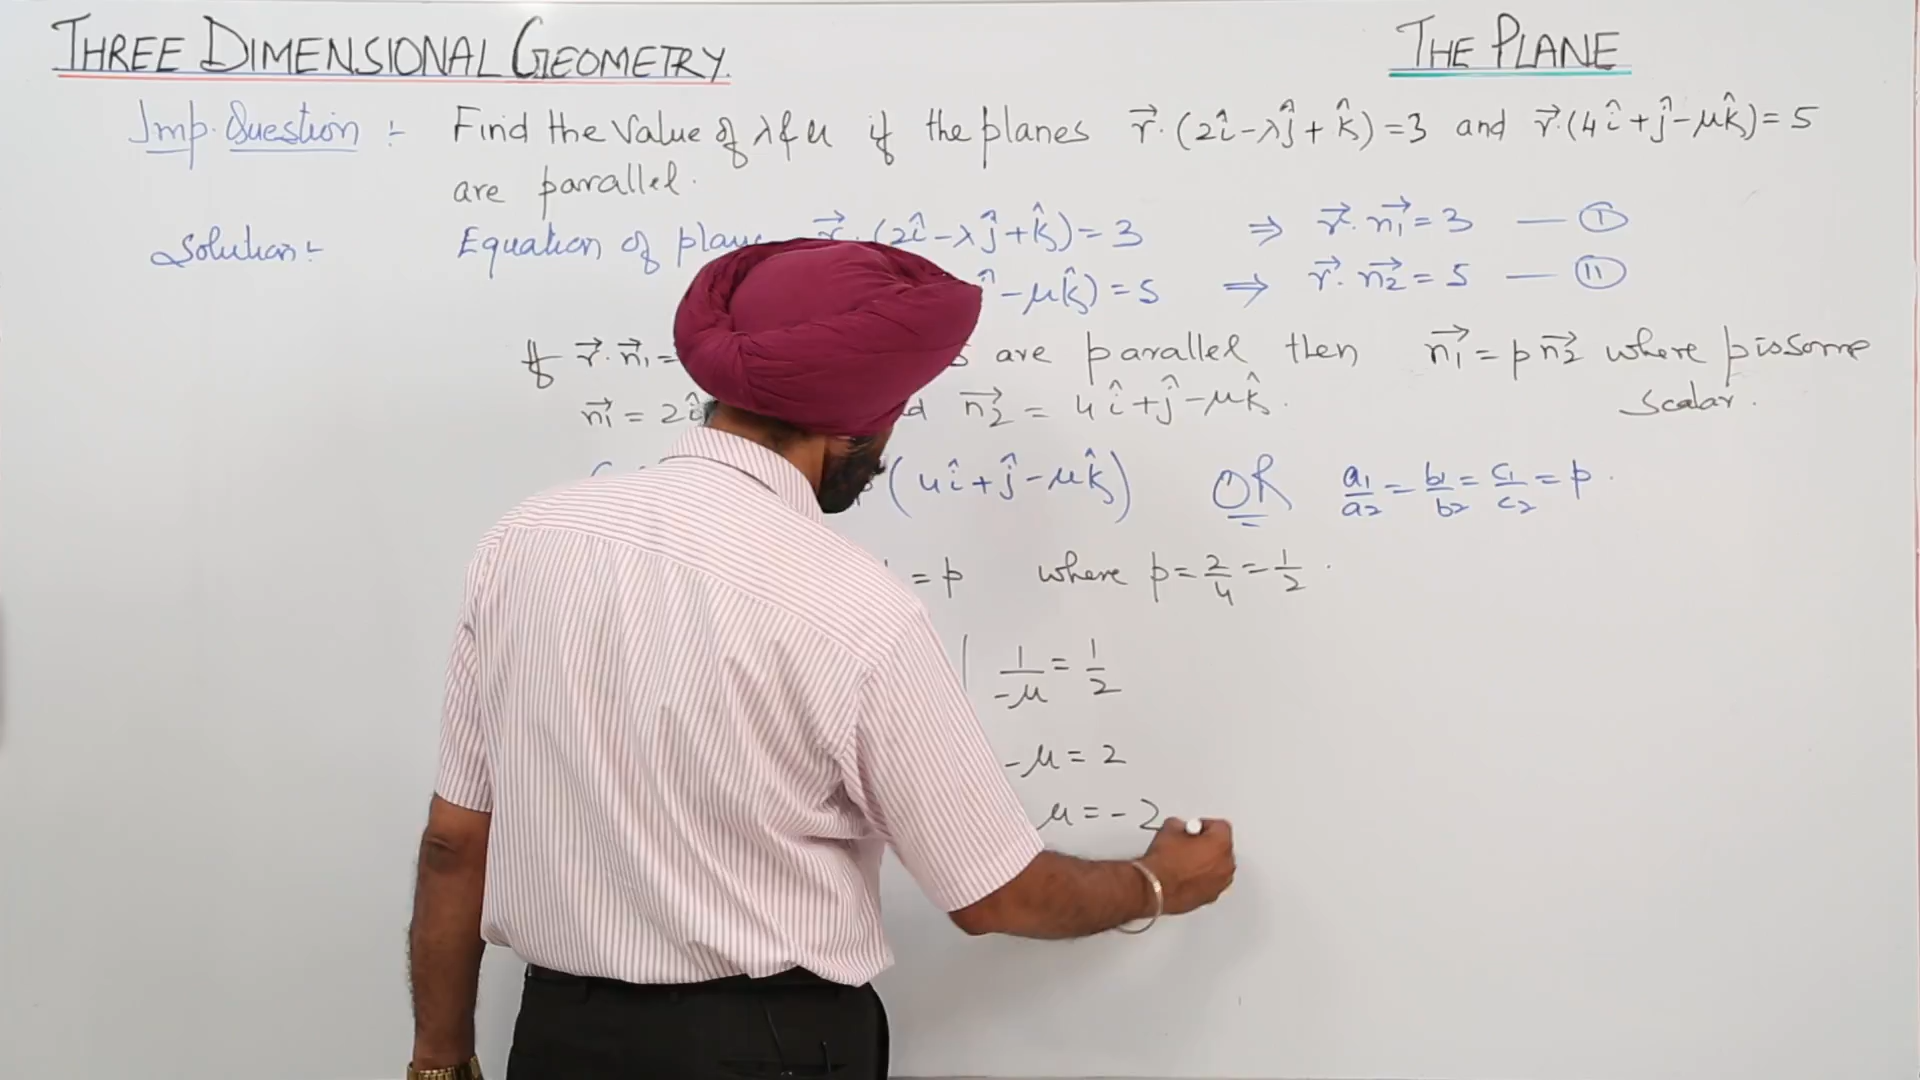 THREE DIMENSIONAL GEOMETRY.
THE PLANE
Imp. Question :- Find the value of λ & μ if the planes r⃗.(2î-λĵ+k̂)=3 and r⃗.(4î+ĵ-μk̂)=5
are parallel.
Solution:- Equation of plane r⃗.(2î-λĵ+k̂)=3 ⇒ r⃗.n⃗₁=3 — Ⓘ
-μk̂)=5 ⇒ r⃗.n⃗₂=5 — Ⓘⓘ
If r⃗.n⃗₁= are parallel then n⃗₁=p n⃗₂ where p is some
scalar.
n⃗₁ = 2î n⃗₂ = 4î+ĵ-μk̂.
(4î+ĵ-μk̂) OR a₁/a₂ = b₁/b₂ = c₁/c₂ = p.
= p where p = 2/4 = 1/2.
1/-μ = 1/2
-μ = 2
μ = -2